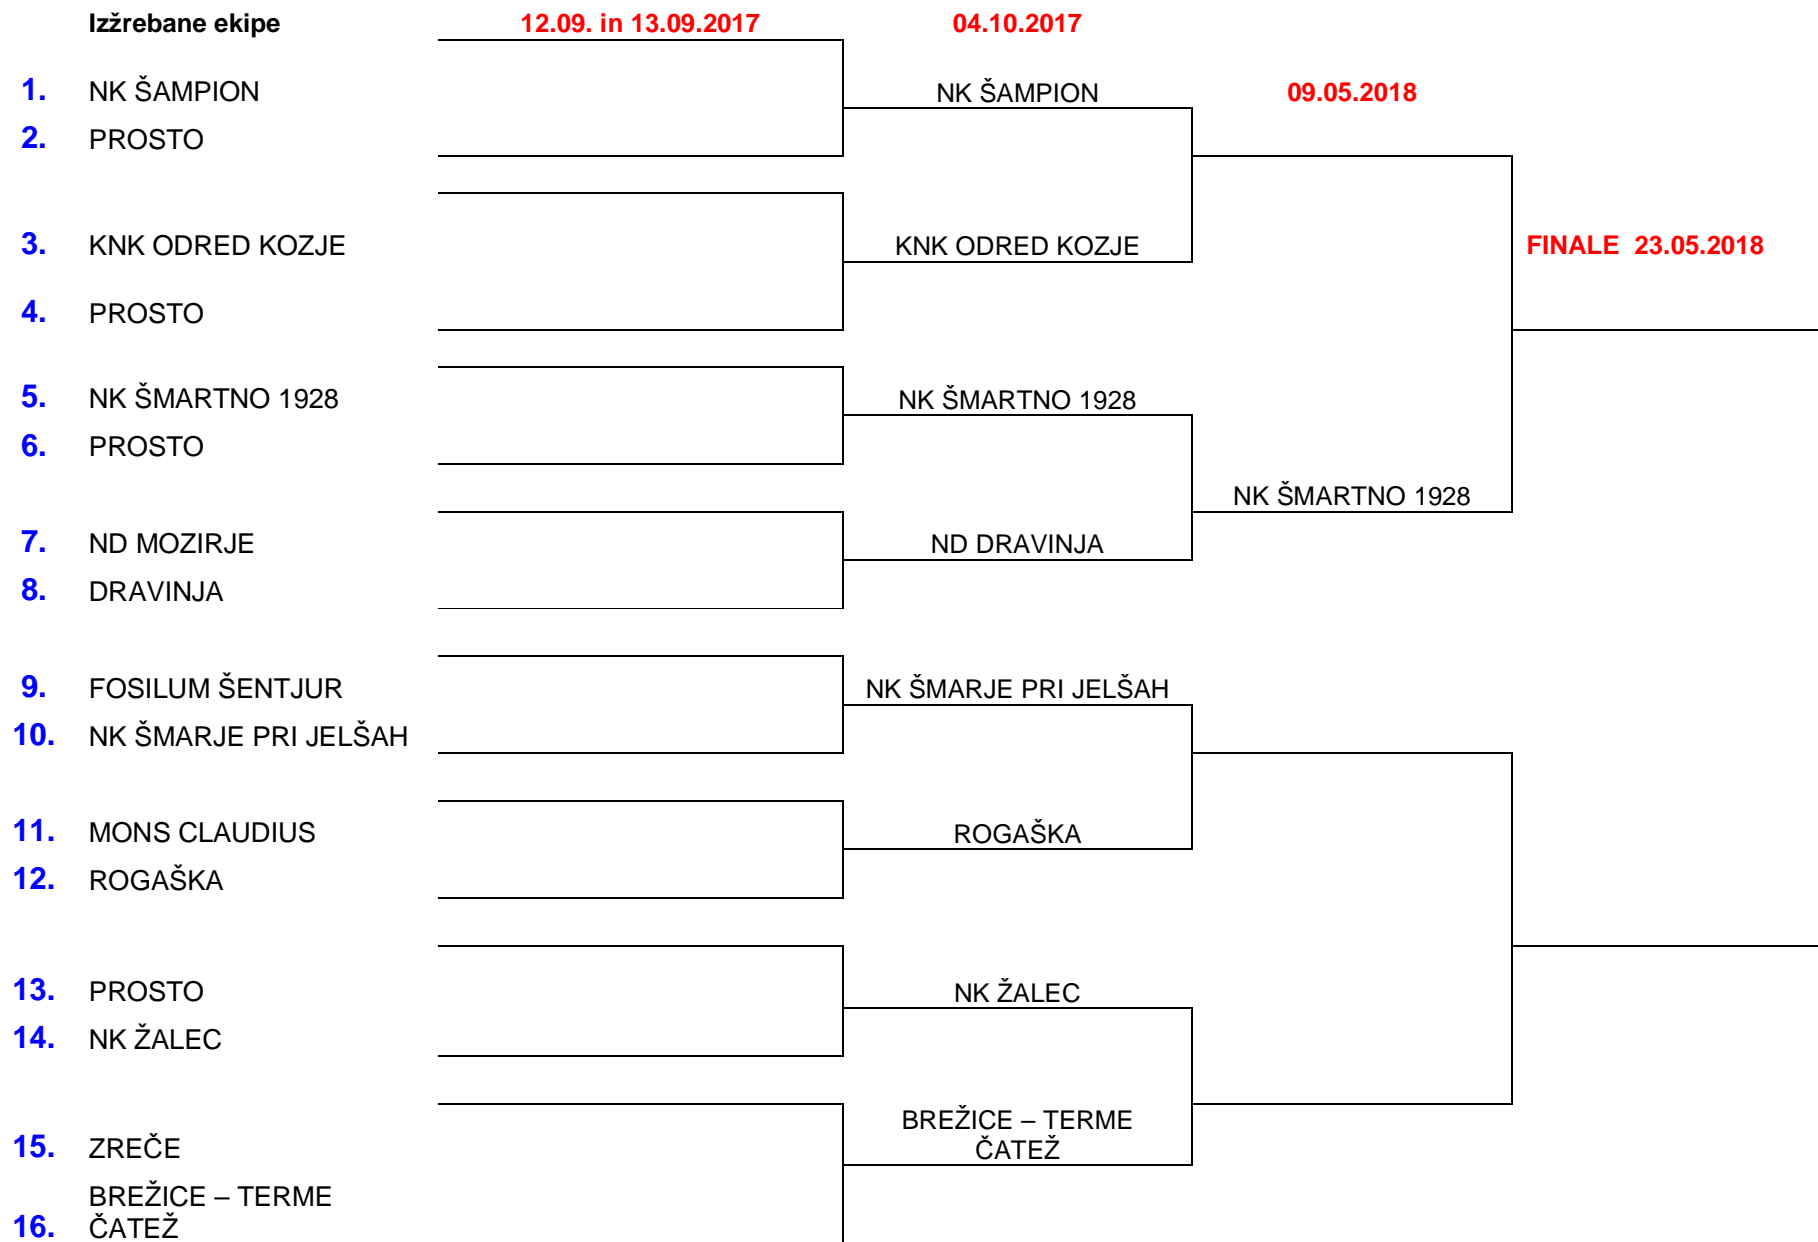 Izžrebane ekipe 12.09. in 13.09.2017 04.10.2017
1. NK ŠAMPION NK ŠAMPION 09.05.2018
2. PROSTO
3. KNK ODRED KOZJE KNK ODRED KOZJE FINALE 23.05.2018
4. PROSTO
5. NK ŠMARTNO 1928 NK ŠMARTNO 1928
6. PROSTO
NK ŠMARTNO 1928
7. ND MOZIRJE ND DRAVINJA
8. DRAVINJA
9. FOSILUM ŠENTJUR NK ŠMARJE PRI JELŠAH
10. NK ŠMARJE PRI JELŠAH
11. MONS CLAUDIUS ROGAŠKA
12. ROGAŠKA
13. PROSTO NK ŽALEC
14. NK ŽALEC
BREŽICE – TERME
15. ZREČE ČATEŽ
BREŽICE – TERME
16. ČATEŽ